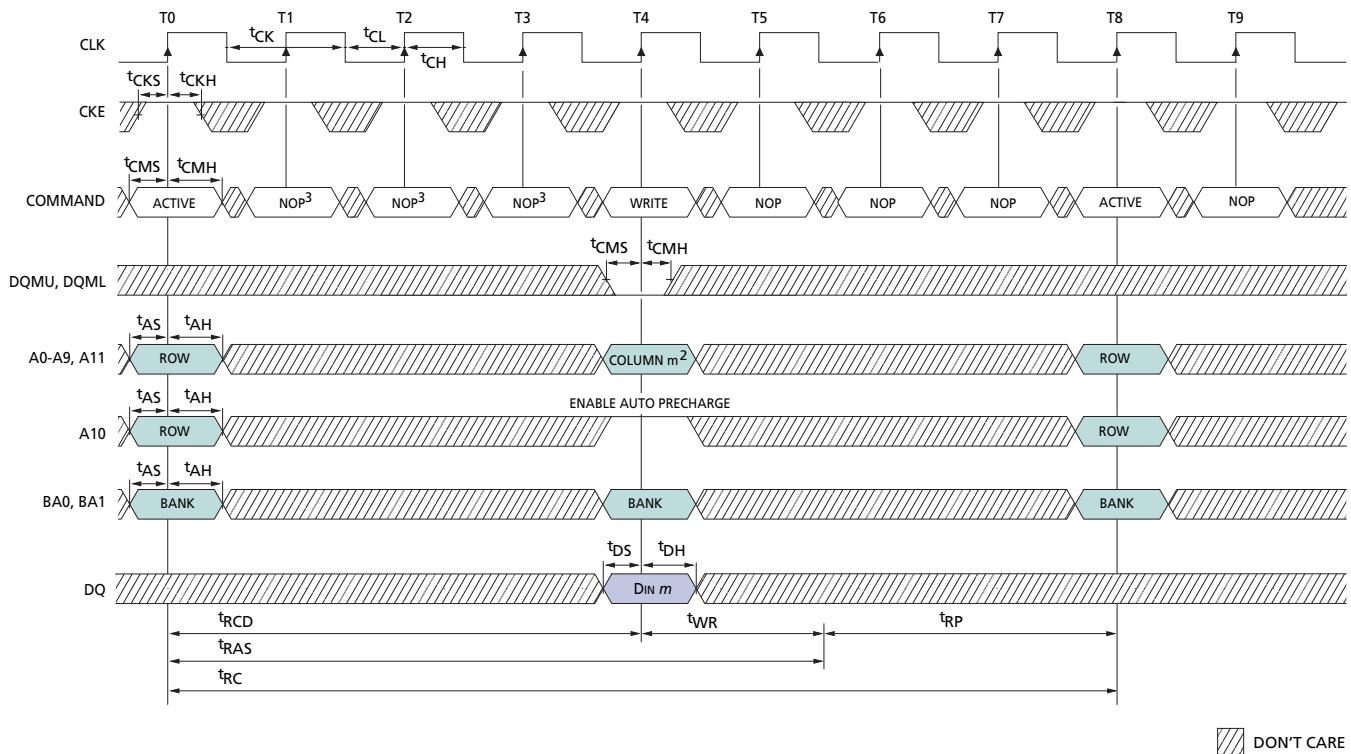 T0 T1 T2 T3 T4 T5 T6 T7 T8 T9
CLK
tCK tCL
tCH
tCKS tCKH
CKE
tCMS tCMH
COMMAND ACTIVE NOP3 NOP3 NOP3 WRITE NOP NOP NOP ACTIVE NOP
tCMS tCMH
DQMU, DQML
tAS tAH
A0-A9, A11 ROW COLUMN m2 ROW
ENABLE AUTO PRECHARGE
tAS tAH
A10 ROW ROW
tAS tAH
BA0, BA1 BANK BANK BANK
tDS tDH
DQ DIN m
tRCD tWR tRP
tRAS
tRC
DON'T CARE